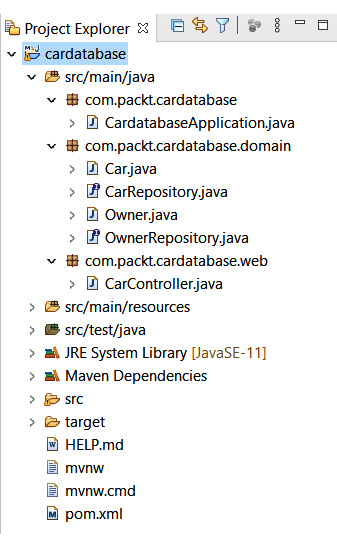 Project Explorer
cardatabase
src/main/java
com.packt.cardatabase
CardatabaseApplication.java
com.packt.cardatabase.domain
Car.java
CarRepository.java
Owner.java
OwnerRepository.java
com.packt.cardatabase.web
CarController.java
src/main/resources
src/test/java
JRE System Library [JavaSE-11]
Maven Dependencies
src
target
HELP.md
mvnw
mvnw.cmd
pom.xml